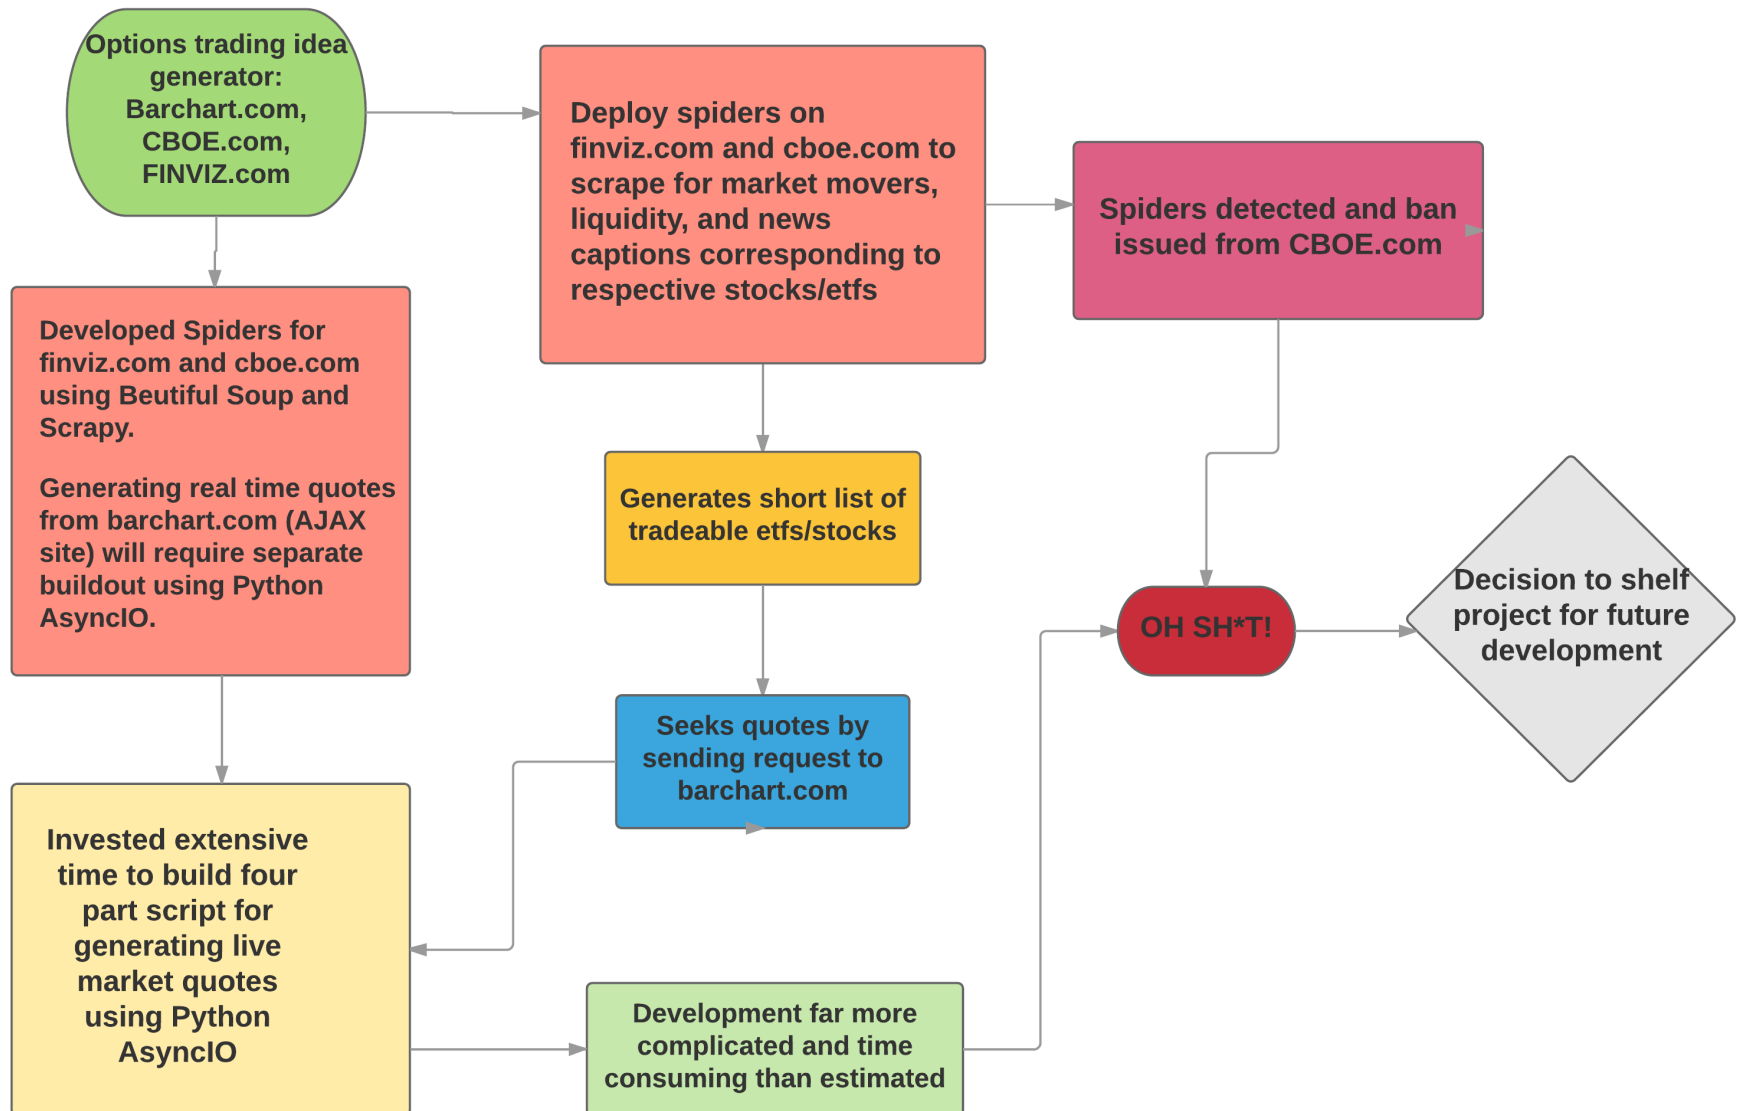 Options trading idea
generator:
Barchart.com,
CBOE.com,
FINVIZ.com
Deploy spiders on
finviz.com and cboe.com to
scrape for market movers,
liquidity, and news
captions corresponding to
respective stocks/etfs
Spiders detected and ban
issued from CBOE.com
Developed Spiders for
finviz.com and cboe.com
using Beutiful Soup and
Scrapy.
Generating real time quotes
from barchart.com (AJAX
site) will require separate
buildout using Python
AsyncIO.
Generates short list of
tradeable etfs/stocks
OH SH*T!
Decision to shelf
project for future
development
Seeks quotes by
sending request to
barchart.com
Invested extensive
time to build four
part script for
generating live
market quotes
using Python
AsyncIO
Development far more
complicated and time
consuming than estimated